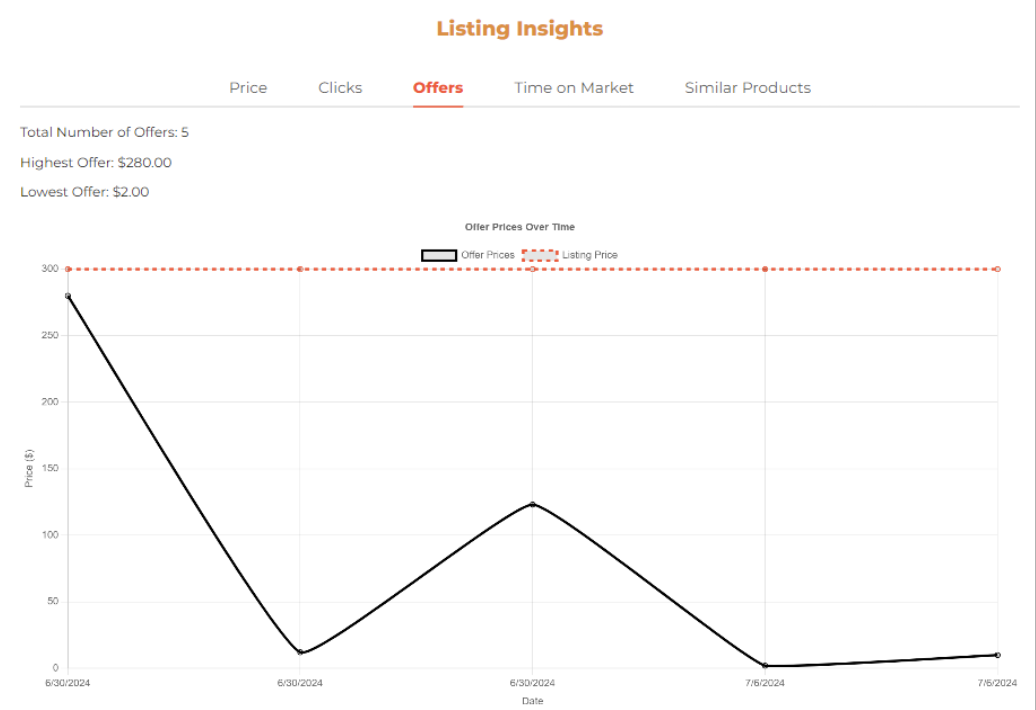 Listing Insights
Price Clicks Offers Time on Market Similar Products
Total Number of Offers: 5
Highest Offer: $280.00
Lowest Offer: $2.00
Offer Prices Over Time
Offer Prices Listing Price
300
250
200
150
100
50
0
Price ($)
6/30/2024 6/30/2024 6/30/2024 7/6/2024 7/6/2024
Date